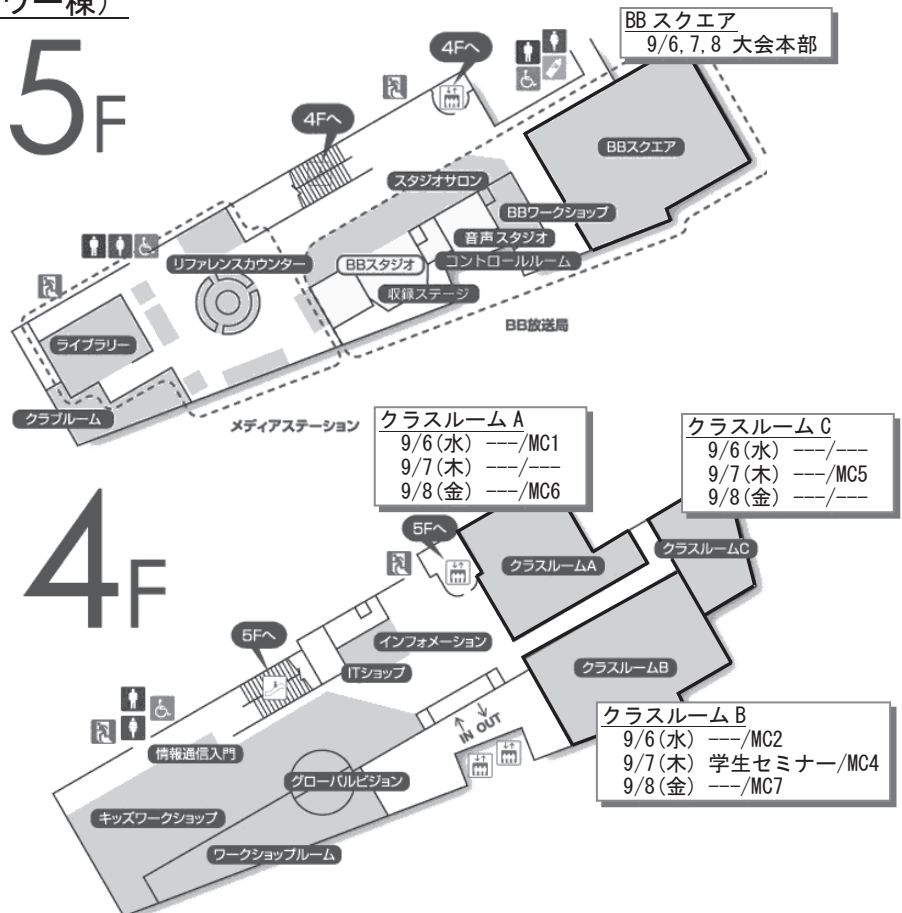 ワー棟)
5F
BB スクエア
9/6,7,8 大会本部
4Fへ
4Fへ
BBスクエア
スタジオサロン
BBワークショップ
音声スタジオ
コントロールルーム
リファレンスカウンター
BBスタジオ
収録ステージ
BB放送局
ライブラリー
クラブルーム
メディアステーション
クラスルーム A
9/6(水) ---/MC1
9/7(木) ---/---
9/8(金) ---/MC6
クラスルーム C
9/6(水) ---/---
9/7(木) ---/MC5
9/8(金) ---/---
4F
5Fへ
クラスルームA
クラスルームC
5Fへ
インフォメーション
ITショップ
クラスルームB
IN OUT
クラスルーム B
9/6(水) ---/MC2
9/7(木) 学生セミナー/MC4
9/8(金) ---/MC7
情報通信入門
グローバルビジョン
キッズワークショップ
ワークショップルーム